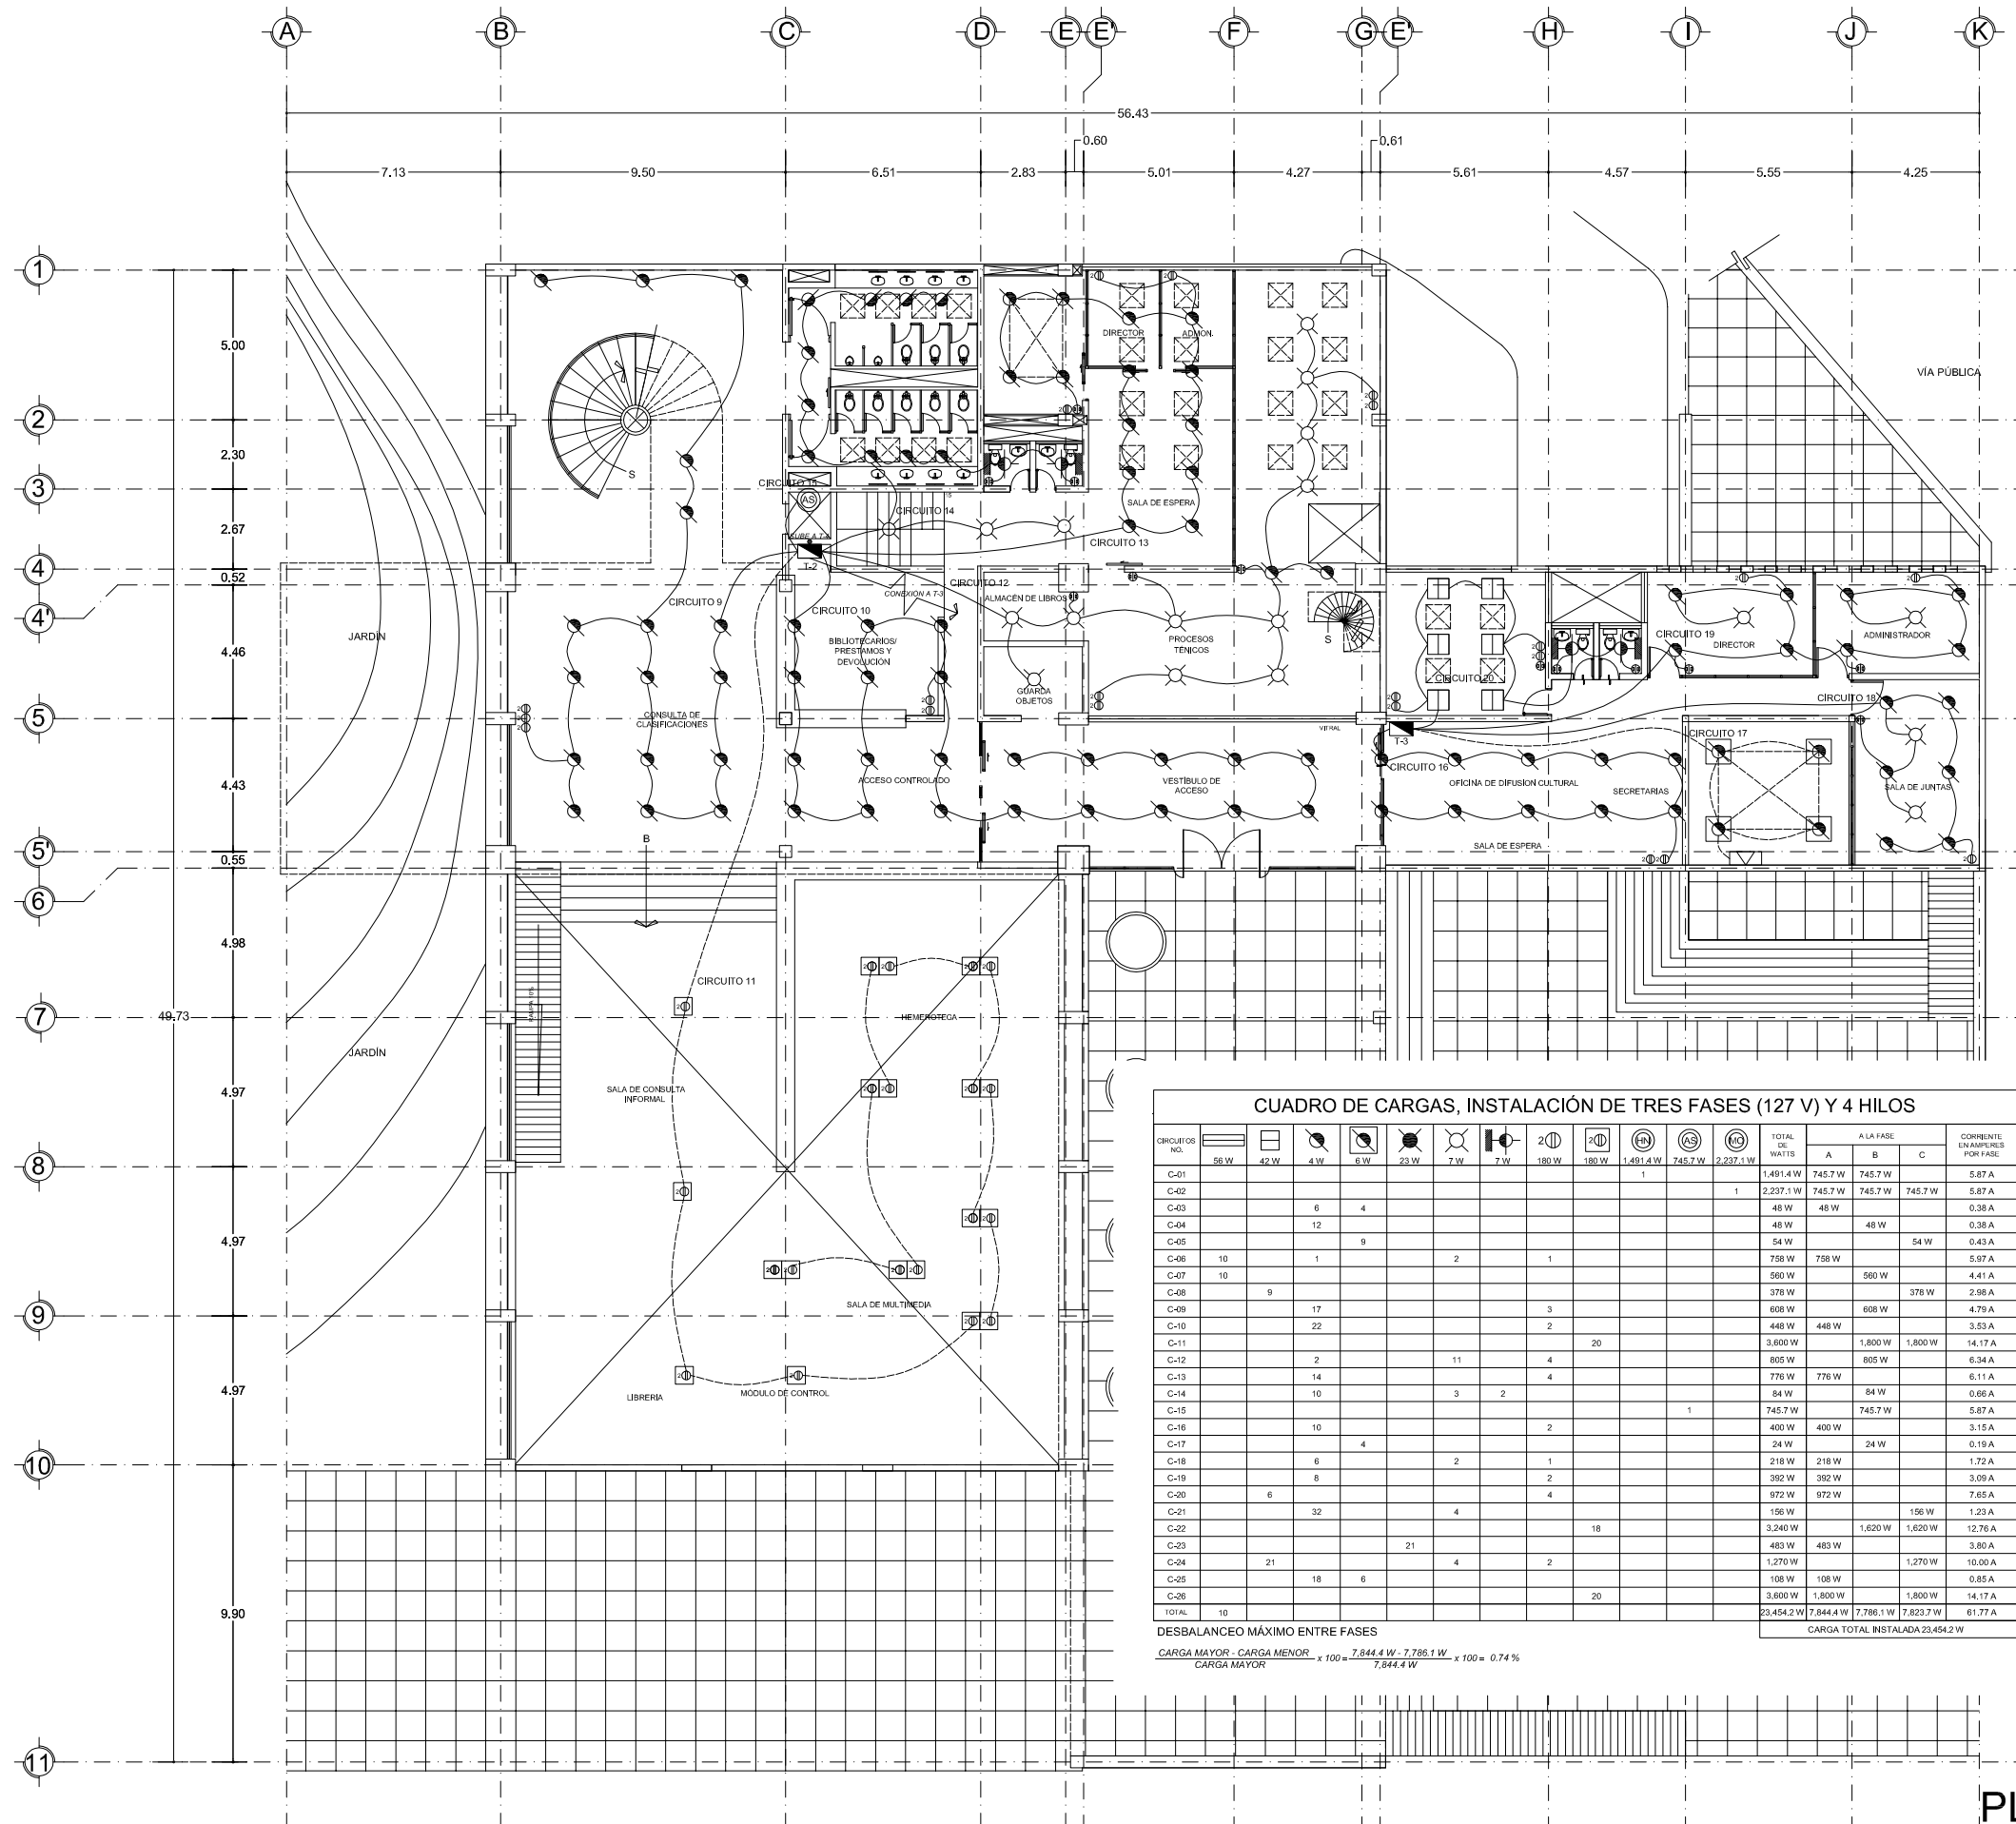 A B C D E E' F G E' H I J K
56.43
0.60 0.61
7.13 9.50 6.51 2.83 5.01 4.27 5.61 4.57 5.55 4.25
1
5.00
DIRECTOR ADMON.
VÍA PÚBLICA
2
2.30
S
3
CIRCUITO 15
AS
SALA DE ESPERA
CIRCUITO 14
2.67
SUBE A T-4
CIRCUITO 13
4
T-2
0.52
CIRCUITO 12
CONEXION A T-3
4'
CIRCUITO 9
CIRCUITO 10
ALMACÉN DE LIBROS
JARDÍN
BIBLIOTECARIOS/
PRESTAMOS Y
DEVOLUCIÓN
PROCESOS
TÉNICOS
S
CIRCUITO 19
DIRECTOR
ADMINISTRADOR
4.46
CIRCUITO 20
GUARDA
OBJETOS
CIRCUITO 18
5
CONSULTA DE
CLASIFICACIONES
VITRAL
T-3
CIRCUITO 17
CIRCUITO 16
4.43
ACCESO CONTROLADO
VESTÍBULO DE
ACCESO
OFICINA DE DIFUSION CULTURAL
SECRETARIAS
SALA DE JUNTAS
B
SALA DE ESPERA
5'
0.55
6
4.98
CIRCUITO 11
7
49.73
HEMEROTECA
JARDÍN
4.97
SALA DE CONSULTA
INFORMAL
8
4.97
SALA DE MULTIMEDIA
9
4.97
LIBRERIA
MODULO DE CONTROL
10
9.90
11
CUADRO DE CARGAS, INSTALACIÓN DE TRES FASES (127 V) Y 4 HILOS
CIRCUITOS NO. 56 W 42 W 4 W 6 W 23 W 7 W 7 W 2 180 W 2 180 W HN 1,491.4 W AS 745.7 W MO 2,237.1 W TOTAL DE WATTS A LA FASE A B C CORRIENTE EN AMPERES POR FASE
C-01 1 1,491.4 W 745.7 W 745.7 W 5.87 A
C-02 1 2,237.1 W 745.7 W 745.7 W 745.7 W 5.87 A
C-03 6 4 48 W 48 W 0.38 A
C-04 12 48 W 48 W 0.38 A
C-05 9 54 W 54 W 0.43 A
C-06 10 1 2 1 758 W 758 W 5.97 A
C-07 10 560 W 560 W 4.41 A
C-08 9 378 W 378 W 2.98 A
C-09 17 3 608 W 608 W 4.79 A
C-10 22 2 448 W 448 W 3.53 A
C-11 20 3,600 W 1,800 W 1,800 W 14.17 A
C-12 2 11 4 805 W 805 W 6.34 A
C-13 14 4 776 W 776 W 6.11 A
C-14 10 3 2 84 W 84 W 0.66 A
C-15 1 745.7 W 745.7 W 5.87 A
C-16 10 2 400 W 400 W 3.15 A
C-17 4 24 W 24 W 0.19 A
C-18 6 2 1 218 W 218 W 1.72 A
C-19 8 2 392 W 392 W 3.09 A
C-20 6 4 972 W 972 W 7.65 A
C-21 32 4 156 W 156 W 1.23 A
C-22 18 3,240 W 1,620 W 1,620 W 12.76 A
C-23 21 483 W 483 W 3.80 A
C-24 21 4 2 1,270 W 1,270 W 10.00 A
C-25 18 6 108 W 108 W 0.85 A
C-26 20 3,600 W 1,800 W 1,800 W 14.17 A
TOTAL 10 23,454.2 W 7,844.4 W 7,786.1 W 7,823.7 W 61.77 A
CARGA TOTAL INSTALADA 23,454.2 W
DESBALANCEO MÁXIMO ENTRE FASES
CARGA MAYOR - CARGA MENOR x 100 = 7,844.4 W - 7,786.1 W x 100 = 0.74 %
CARGA MAYOR 7,844.4 W
PL